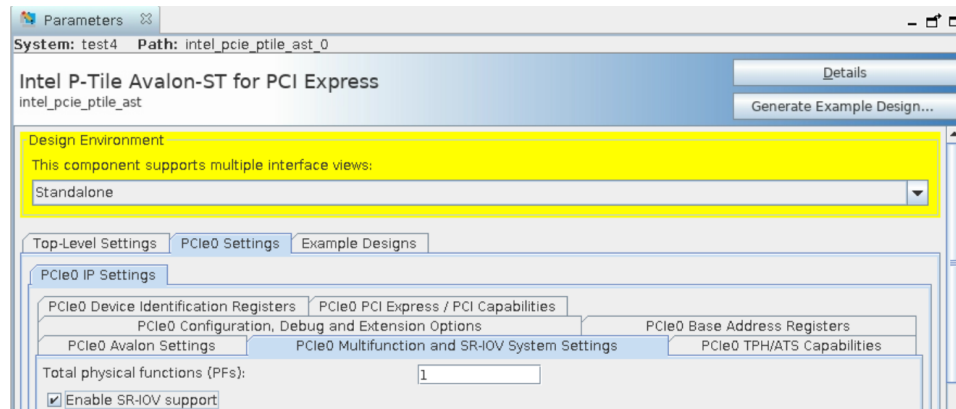 Parameters
System: test4 Path: intel_pcie_ptile_ast_0
Intel P-Tile Avalon-ST for PCI Express
intel_pcie_ptile_ast
Details
Generate Example Design...
Design Environment
This component supports multiple interface views:
Standalone
Top-Level Settings PCIe0 Settings Example Designs
PCIe0 IP Settings
PCIe0 Device Identification Registers PCIe0 PCI Express / PCI Capabilities
PCIe0 Configuration, Debug and Extension Options PCIe0 Base Address Registers
PCIe0 Avalon Settings PCIe0 Multifunction and SR-IOV System Settings PCIe0 TPH/ATS Capabilities
Total physical functions (PFs): 1
Enable SR-IOV support